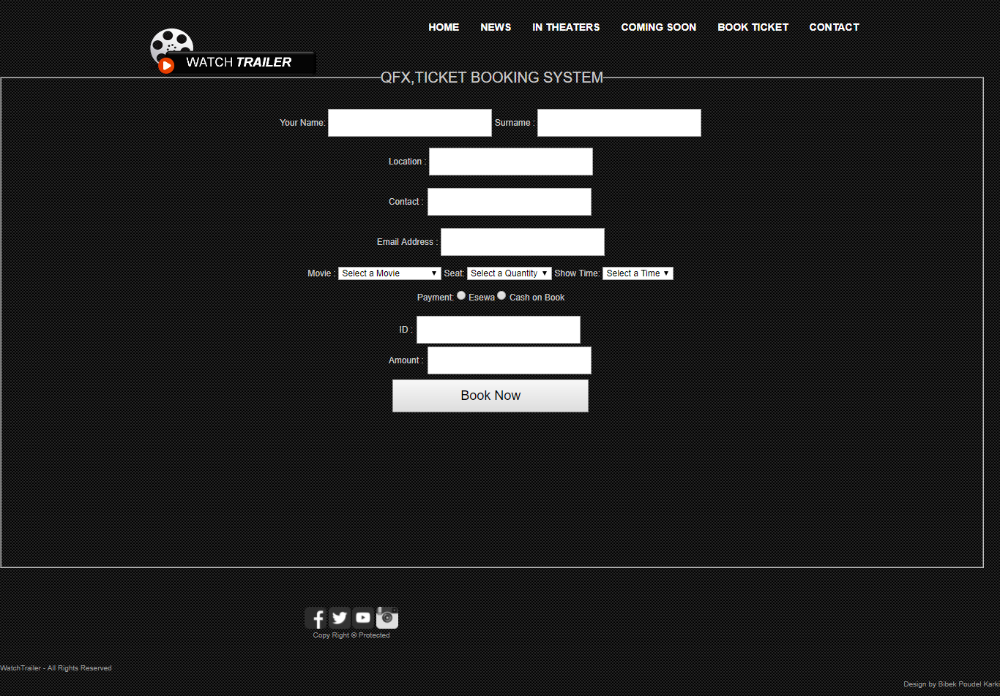 HOME NEWS IN THEATERS COMING SOON BOOK TICKET CONTACT
WATCH TRAILER
QFX,TICKET BOOKING SYSTEM
Your Name: Surname :
Location :
Contact :
Email Address :
Movie : Select a Movie Seat: Select a Quantity Show Time: Select a Time
Payment: Esewa Cash on Book
ID :
Amount :
Book Now
Copy Right © Protected
WatchTrailer - All Rights Reserved
Design by Bibek Poudel Karki